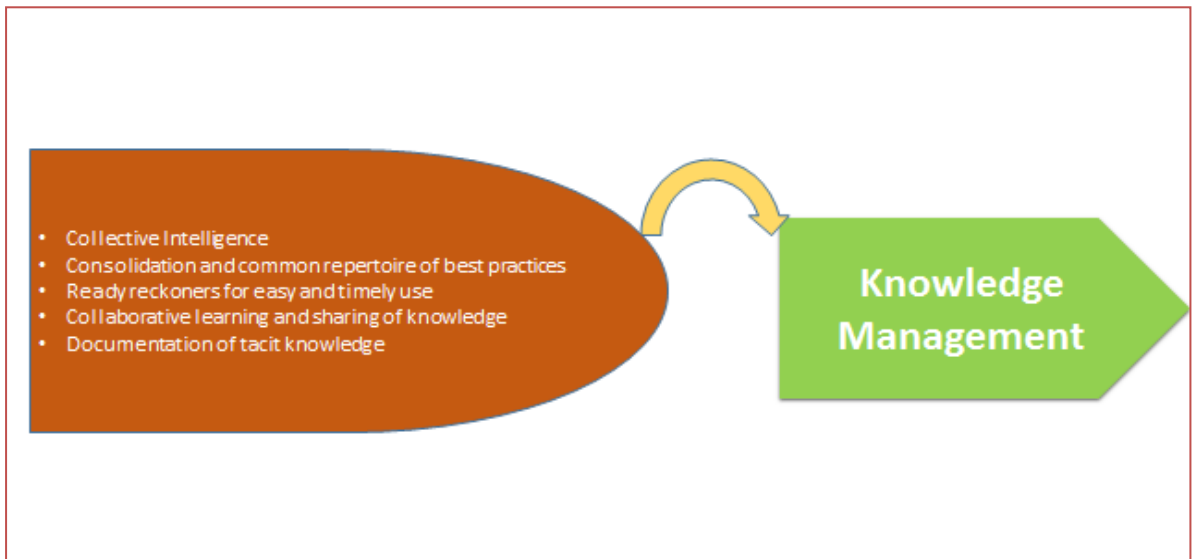 • Collective Intelligence
• Consolidation and common repertoire of best practices
• Ready reckoners for easy and timely use
• Collaborative learning and sharing of knowledge
• Documentation of tacit knowledge
Knowledge
Management